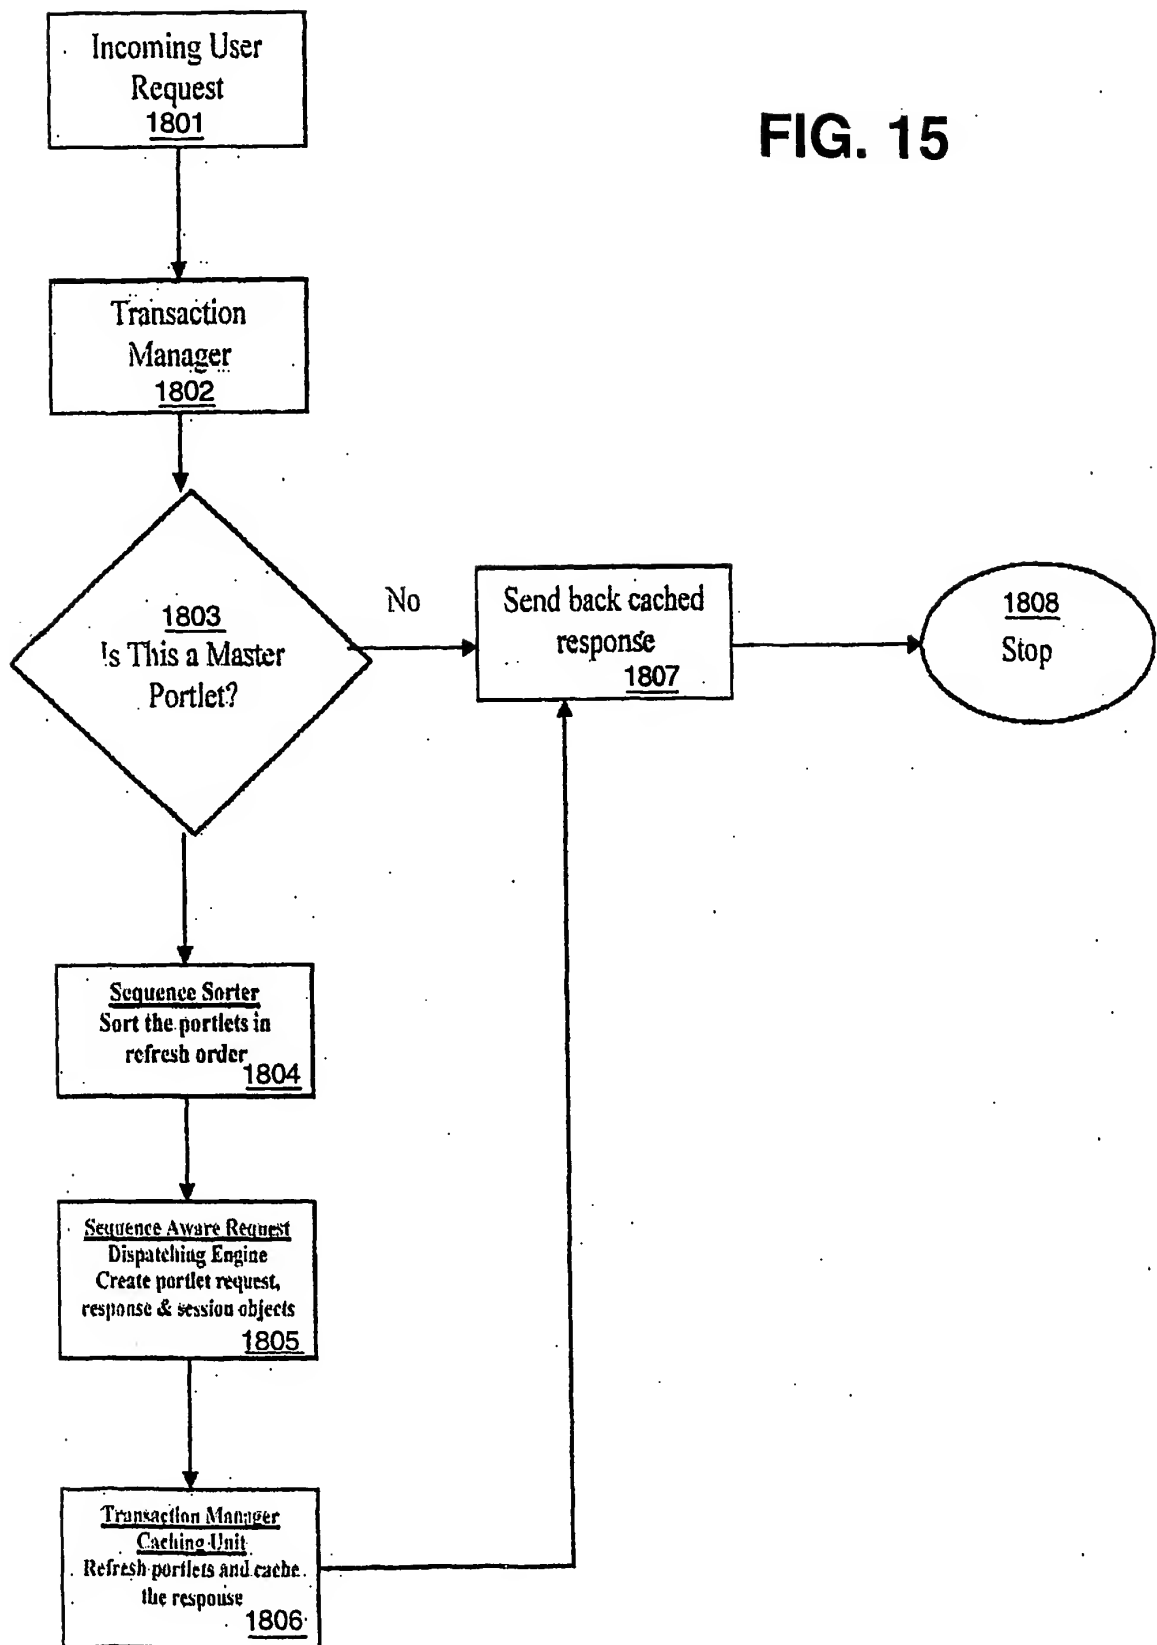 Incoming User
Request
1801
FIG. 15
Transaction
Manager
1802
1803
Is This a Master
Portlet?
No
Send back cached
response
1807
1808
Stop
Sequence Sorter
Sort the portlets in
refresh order
1804
Sequence Aware Request
Dispatching Engine
Create portlet request,
response & session objects
1805
Transaction Manager
Caching Unit
Refresh portlets and cache
the response
1806